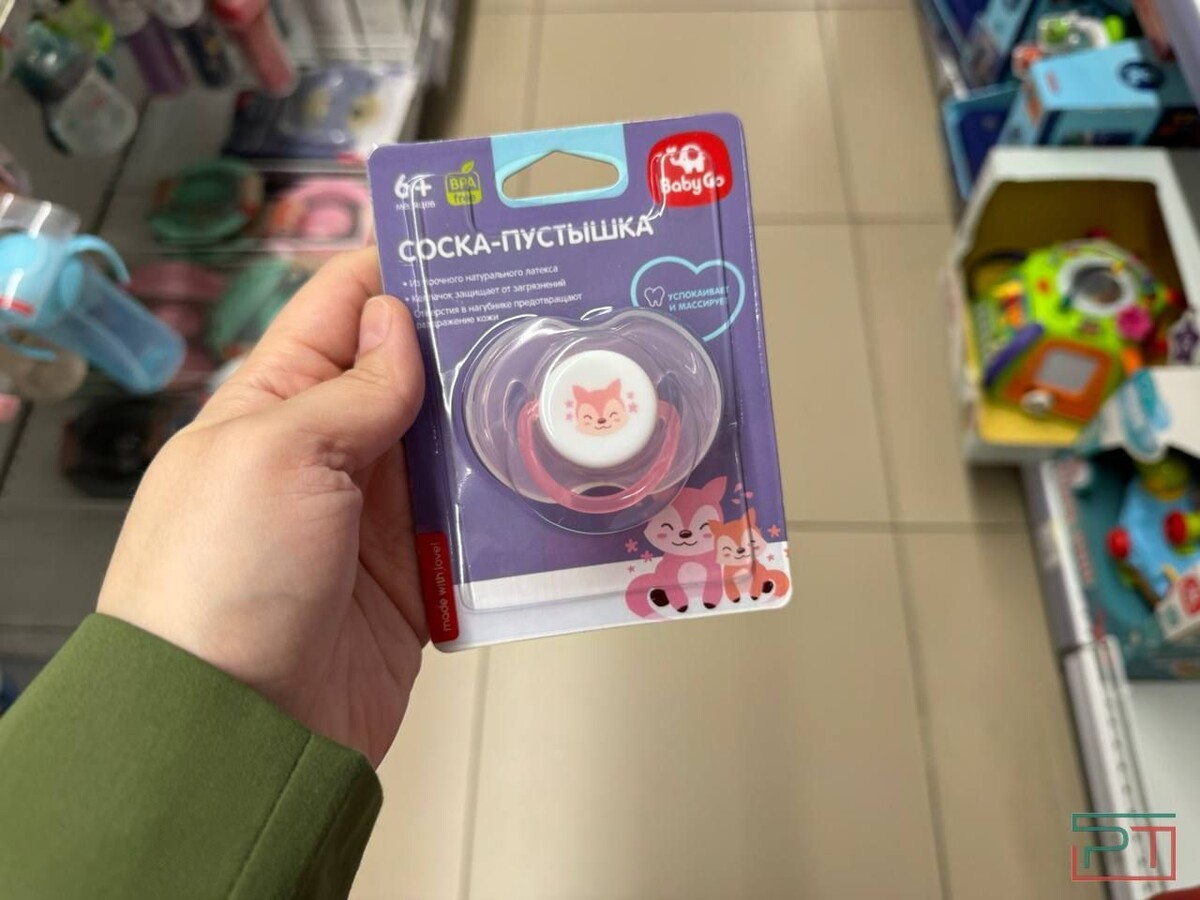 6+
месяцев
BPA
free
Baby Go
СОСКА-ПУСТЫШКА
• Из прочного натурального латекса
• Колпачок защищает от загрязнений
Отверстия в нагубнике предотвращают
раздражение кожи
УСПОКАИВАЕТ
И МАССИРУЕТ
made with love!
PT